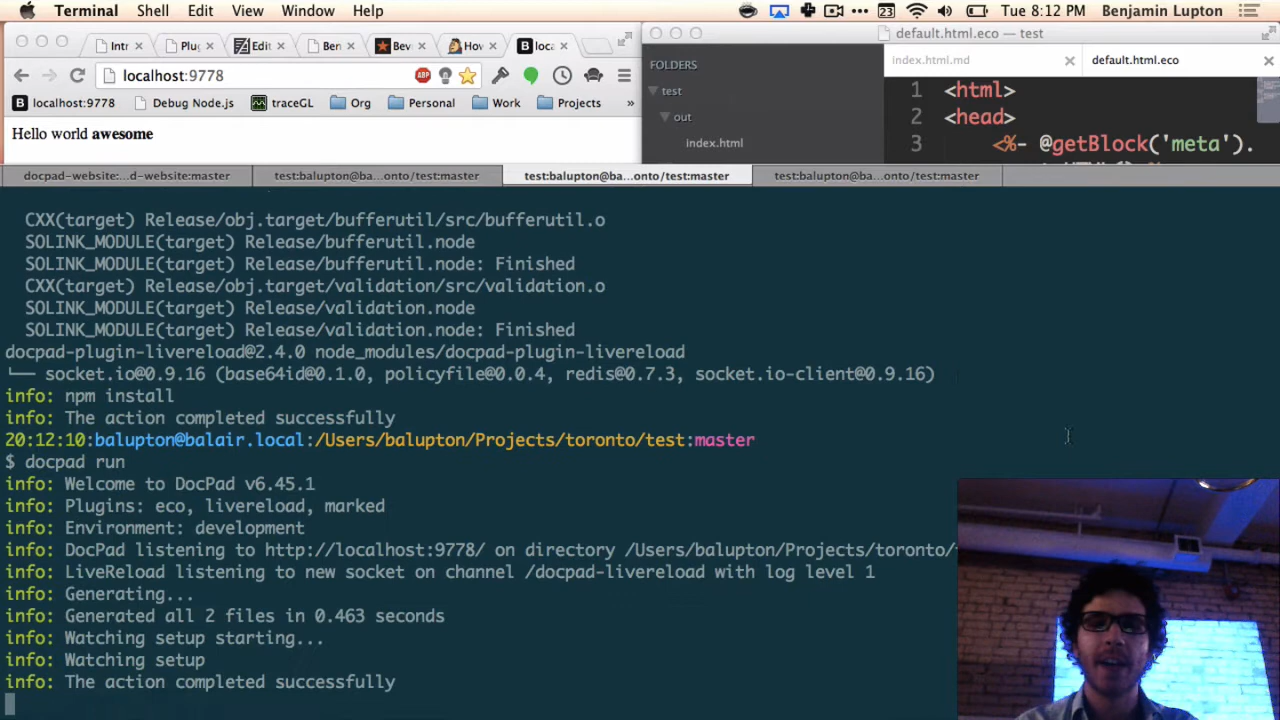 Terminal Shell Edit View Window Help 23 Tue 8:12 PM Benjamin Lupton
Intr Plug Edit Ben Bev How loca
default.html.eco — test
localhost:9778 ABP
FOLDERS
index.html.md default.html.eco
localhost:9778 Debug Node.js traceGL Org Personal Work Projects »
test
out
index.html
1 <html>
2 <head>
3 <%- @getBlock('meta').
Hello world awesome
docpad-website:...d-website:master test:balupton@ba...onto/test:master test:balupton@ba...onto/test:master test:balupton@ba...onto/test:master
CXX(target) Release/obj.target/bufferutil/src/bufferutil.o
SOLINK_MODULE(target) Release/bufferutil.node
SOLINK_MODULE(target) Release/bufferutil.node: Finished
CXX(target) Release/obj.target/validation/src/validation.o
SOLINK_MODULE(target) Release/validation.node
SOLINK_MODULE(target) Release/validation.node: Finished
docpad-plugin-livereload@2.4.0 node_modules/docpad-plugin-livereload
└── socket.io@0.9.16 (base64id@0.1.0, policyfile@0.0.4, redis@0.7.3, socket.io-client@0.9.16)
info: npm install
info: The action completed successfully
20:12:10:balupton@balair.local:/Users/balupton/Projects/toronto/test:master
$ docpad run
info: Welcome to DocPad v6.45.1
info: Plugins: eco, livereload, marked
info: Environment: development
info: DocPad listening to http://localhost:9778/ on directory /Users/balupton/Projects/toronto/
info: LiveReload listening to new socket on channel /docpad-livereload with log level 1
info: Generating...
info: Generated all 2 files in 0.463 seconds
info: Watching setup starting...
info: Watching setup
info: The action completed successfully